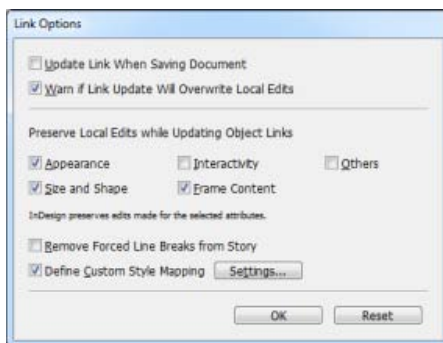 Link Options
Update Link When Saving Document
Warn if Link Update Will Overwrite Local Edits
Preserve Local Edits while Updating Object Links
Appearance Interactivity Others
Size and Shape Frame Content
InDesign preserves edits made for the selected attributes.
Remove Forced Line Breaks from Story
Define Custom Style Mapping Settings...
OK Reset